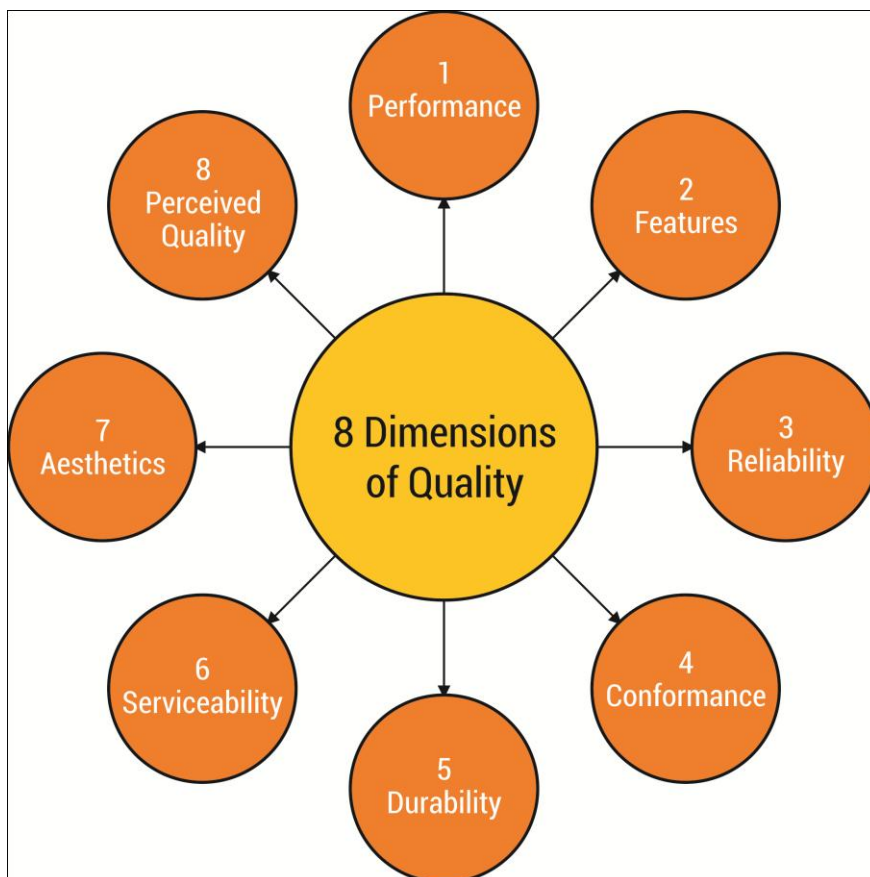 8 Dimensions
of Quality
1
Performance
2
Features
3
Reliability
4
Conformance
5
Durability
6
Serviceability
7
Aesthetics
8
Perceived
Quality